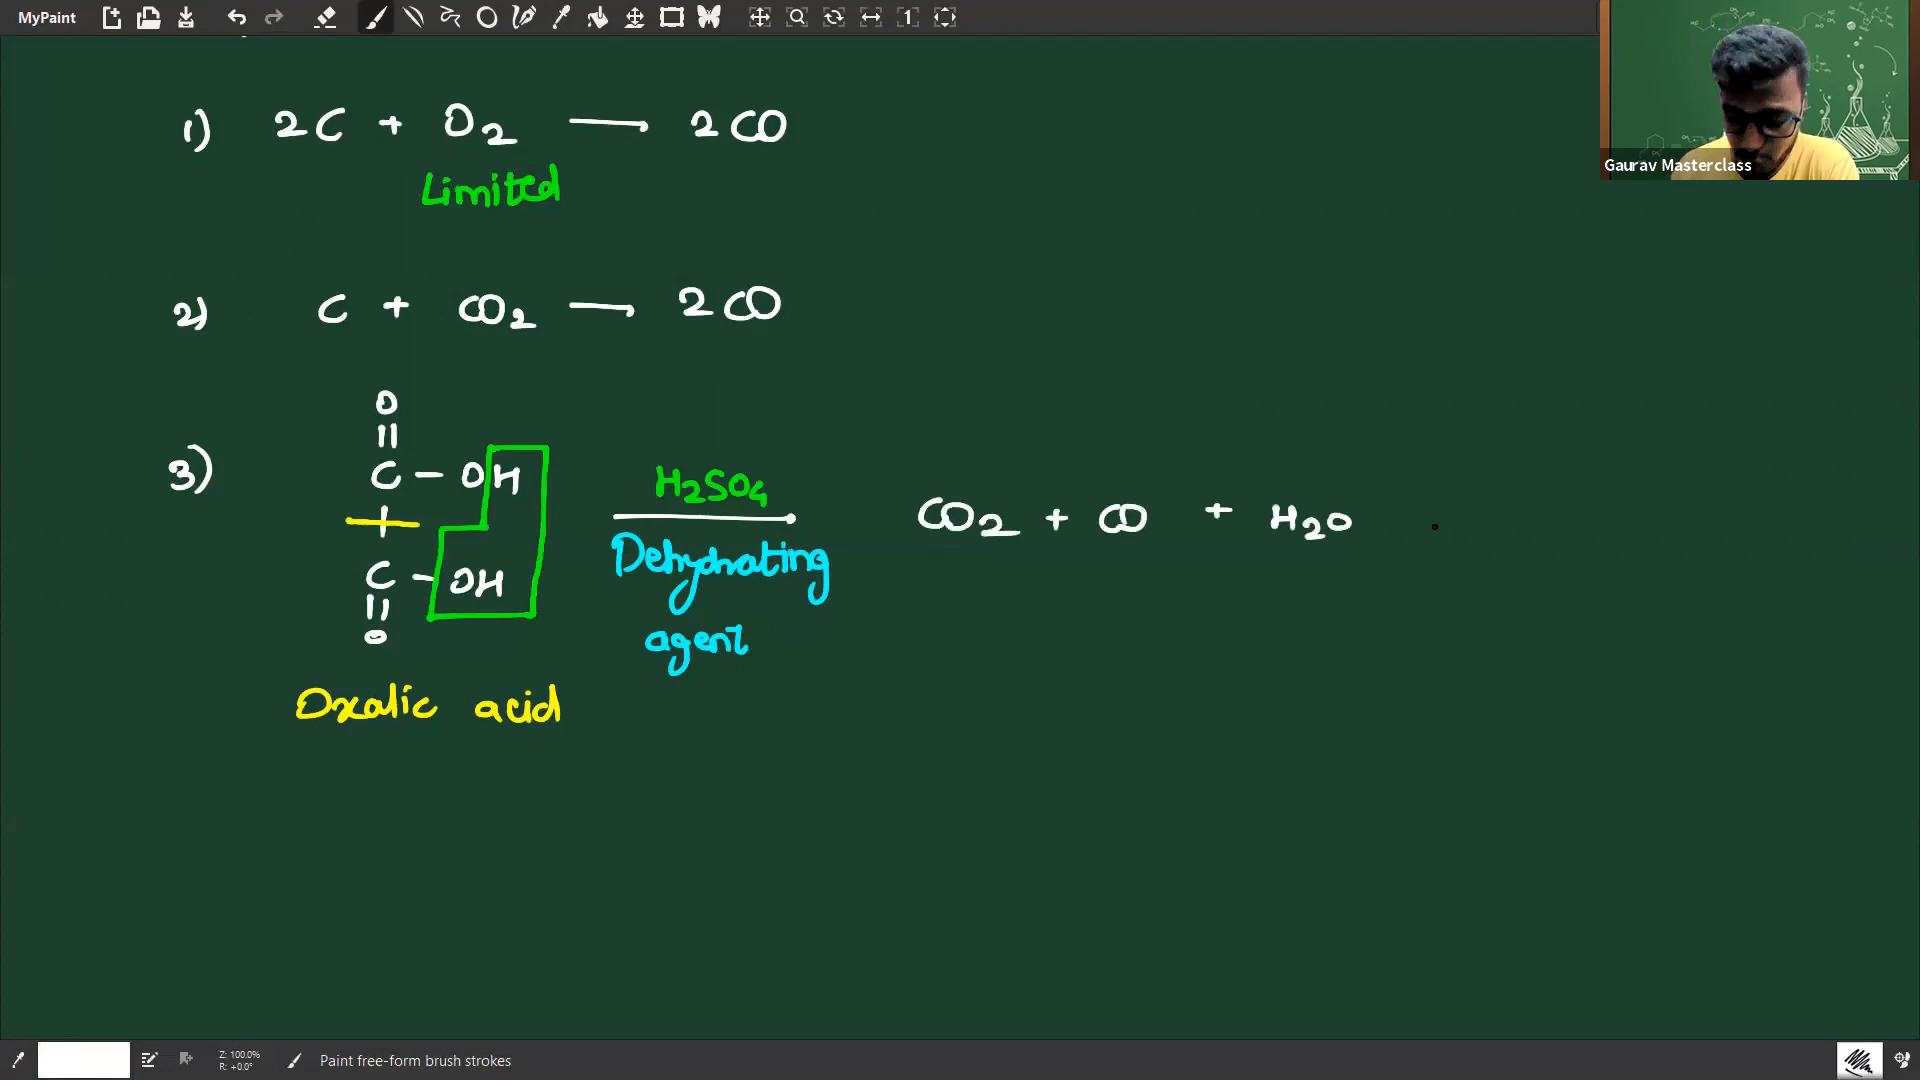 MyPaint
Gaurav Masterclass
1) 2C + O₂ ⟶ 2CO
Limited
2) C + CO₂ ⟶ 2CO
3)
O
||
C - OH
|
C - OH
||
O
H₂SO₄
⟶
Dehydrating
agent
CO₂ + CO + H₂O
Oxalic acid
Z: 100.0%
R: +0.0°
Paint free-form brush strokes